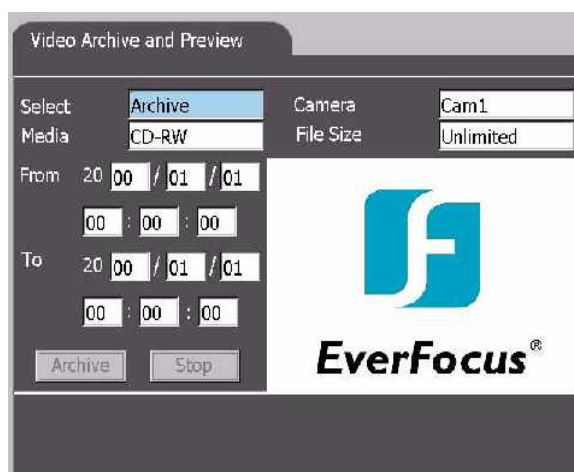 Video Archive and Preview
Select Archive Camera Cam1
Media CD-RW File Size Unlimited
From 20 00 / 01 / 01
00 : 00 : 00
To 20 00 / 01 / 01
00 : 00 : 00
Archive Stop
EverFocus®